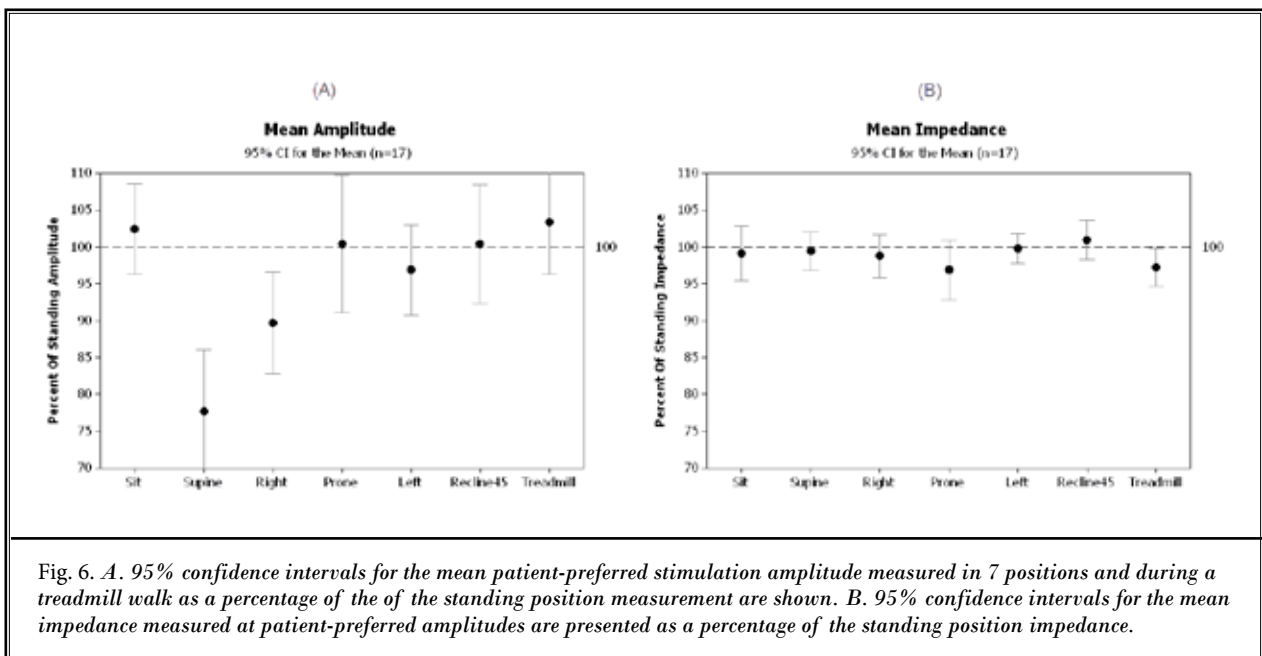 (A)
Mean Amplitude
95% CI for the Mean (n=17)
Percent Of Standing Amplitude
110
105
100
95
90
85
80
75
70
100
Sit Supine Right Prone Left Recline45 Treadmill
(B)
Mean Impedance
95% CI for the Mean (n=17)
Percent Of Standing Impedance
110
105
100
95
90
85
80
75
70
100
Sit Supine Right Prone Left Recline45 Treadmill
Fig. 6. A. 95% confidence intervals for the mean patient-preferred stimulation amplitude measured in 7 positions and during a
treadmill walk as a percentage of the of the standing position measurement are shown. B. 95% confidence intervals for the mean
impedance measured at patient-preferred amplitudes are presented as a percentage of the standing position impedance.